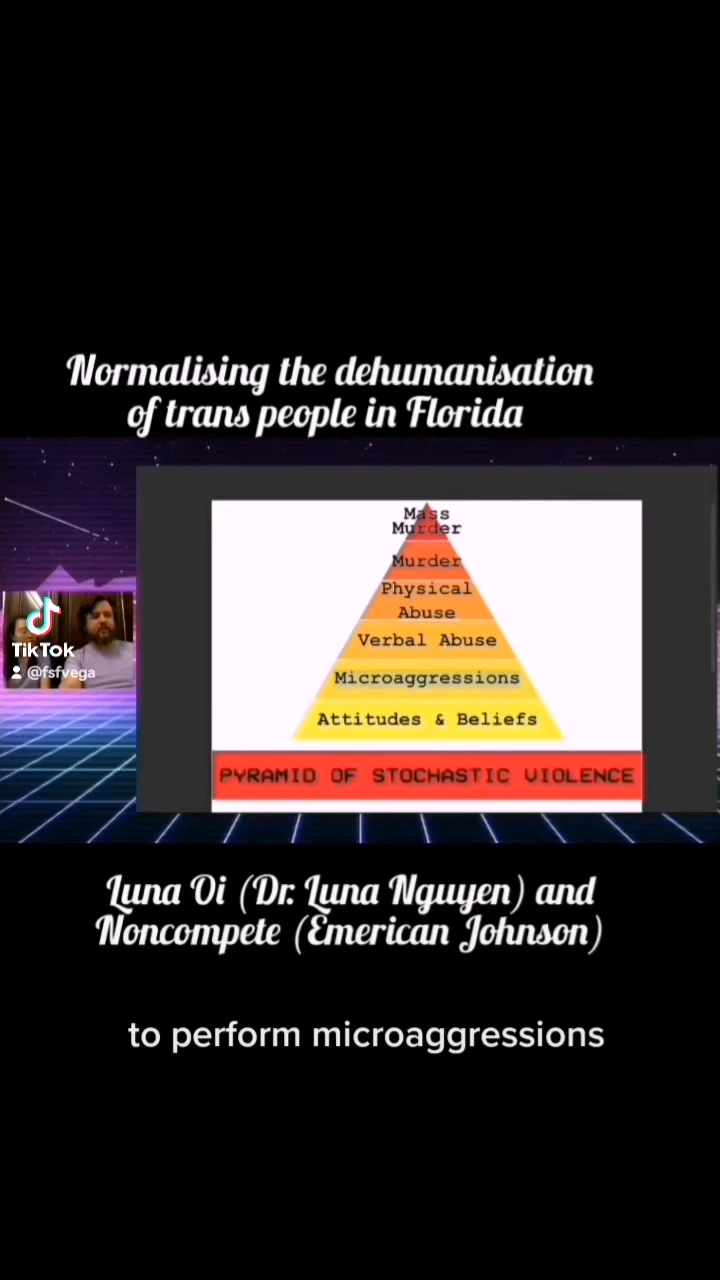 Normalising the dehumanisation
of trans people in Florida
Mass
Murder
Murder
Physical
Abuse
Verbal Abuse
Microaggressions
Attitudes & Beliefs
PYRAMID OF STOCHASTIC VIOLENCE
TikTok
@fsfvega
Luna Oi (Dr. Luna Nguyen) and
Noncompete (Emerican Johnson)
to perform microaggressions